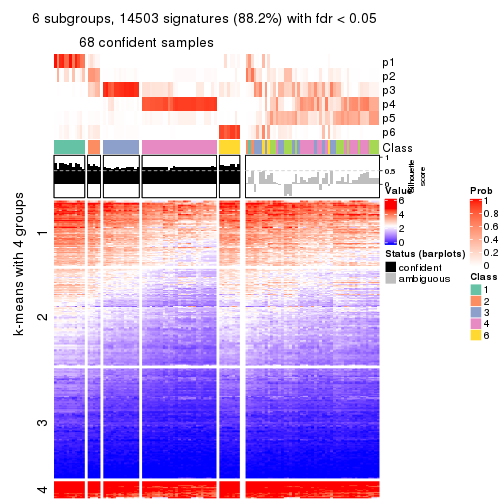 6 subgroups, 14503 signatures (88.2%) with fdr < 0.05
68 confident samples
p1
p2
p3
p4
p5
p6
Class
1
0.5
0
Silhouette
score
k-means with 4 groups
1
2
3
4
Value
6
4
2
0
Status (barplots)
confident
ambiguous
Prob
1
0.8
0.6
0.4
0.2
0
Class
1
2
3
4
6